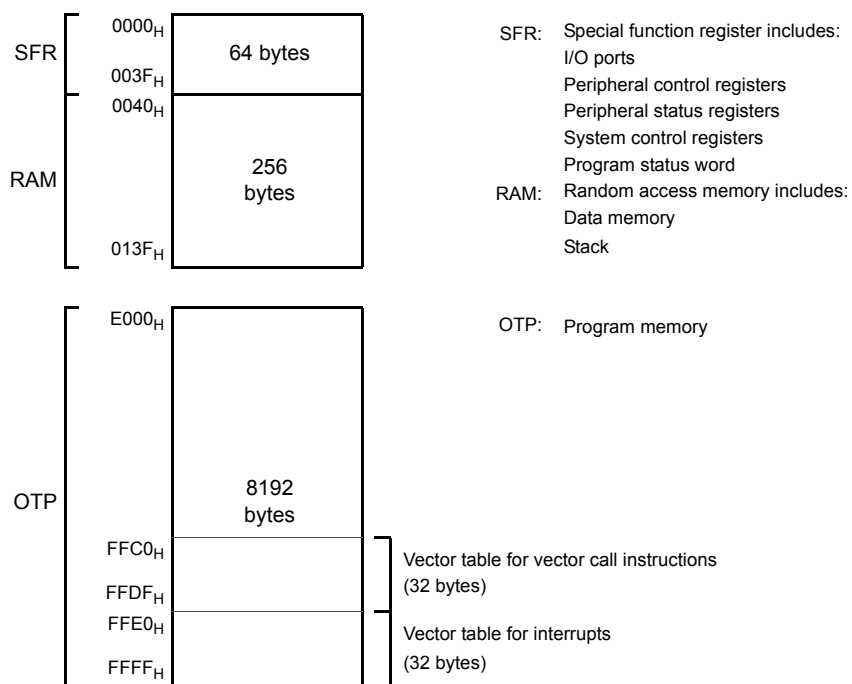 SFR
0000H
64 bytes
003FH
RAM
0040H
256
bytes
013FH
SFR: Special function register includes:
I/O ports
Peripheral control registers
Peripheral status registers
System control registers
Program status word
RAM: Random access memory includes:
Data memory
Stack
OTP
E000H
8192
bytes
OTP: Program memory
FFC0H
FFDFH
Vector table for vector call instructions
(32 bytes)
FFE0H
FFFFH
Vector table for interrupts
(32 bytes)